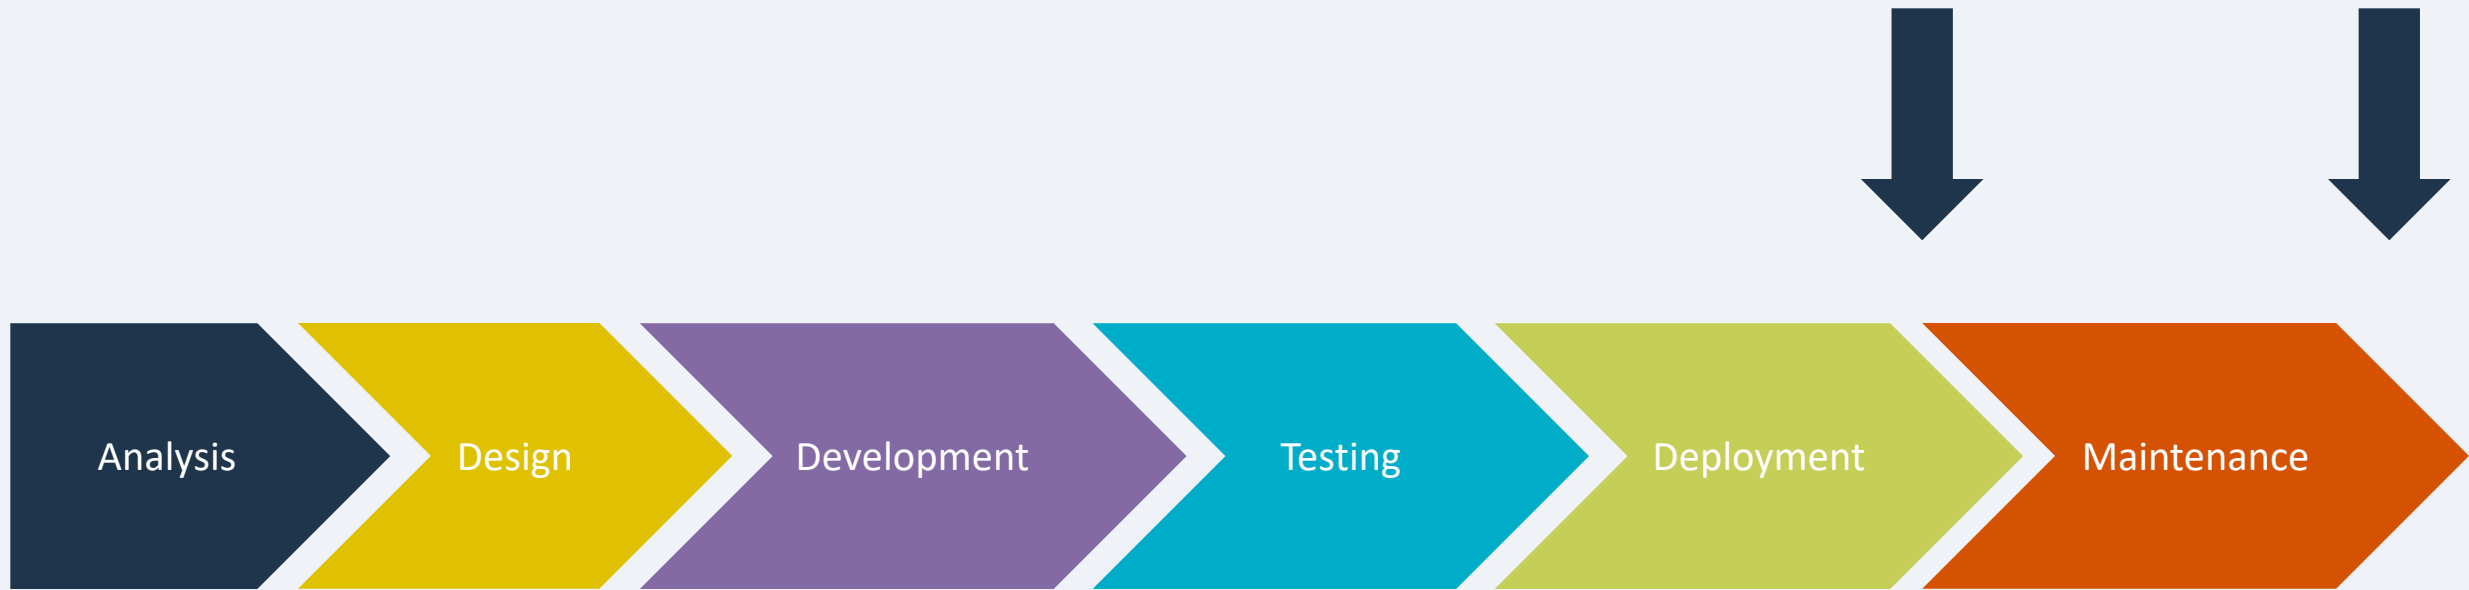 Analysis
Design
Development
Testing
Deployment
Maintenance